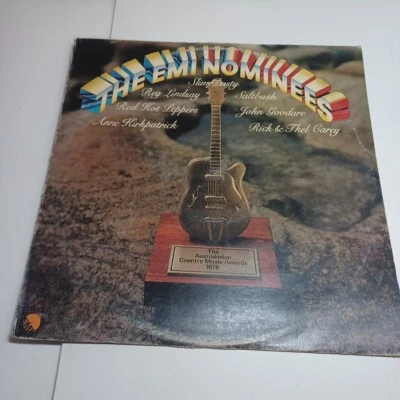 THE EMI NOMINEES
Slim Dusty
Reg Lindsay Saltbush
Red Hot Peppers John Goodare
Anne Kirkpatrick Rick & Thel Carey
The
Australasian
Country Music Awards
1978